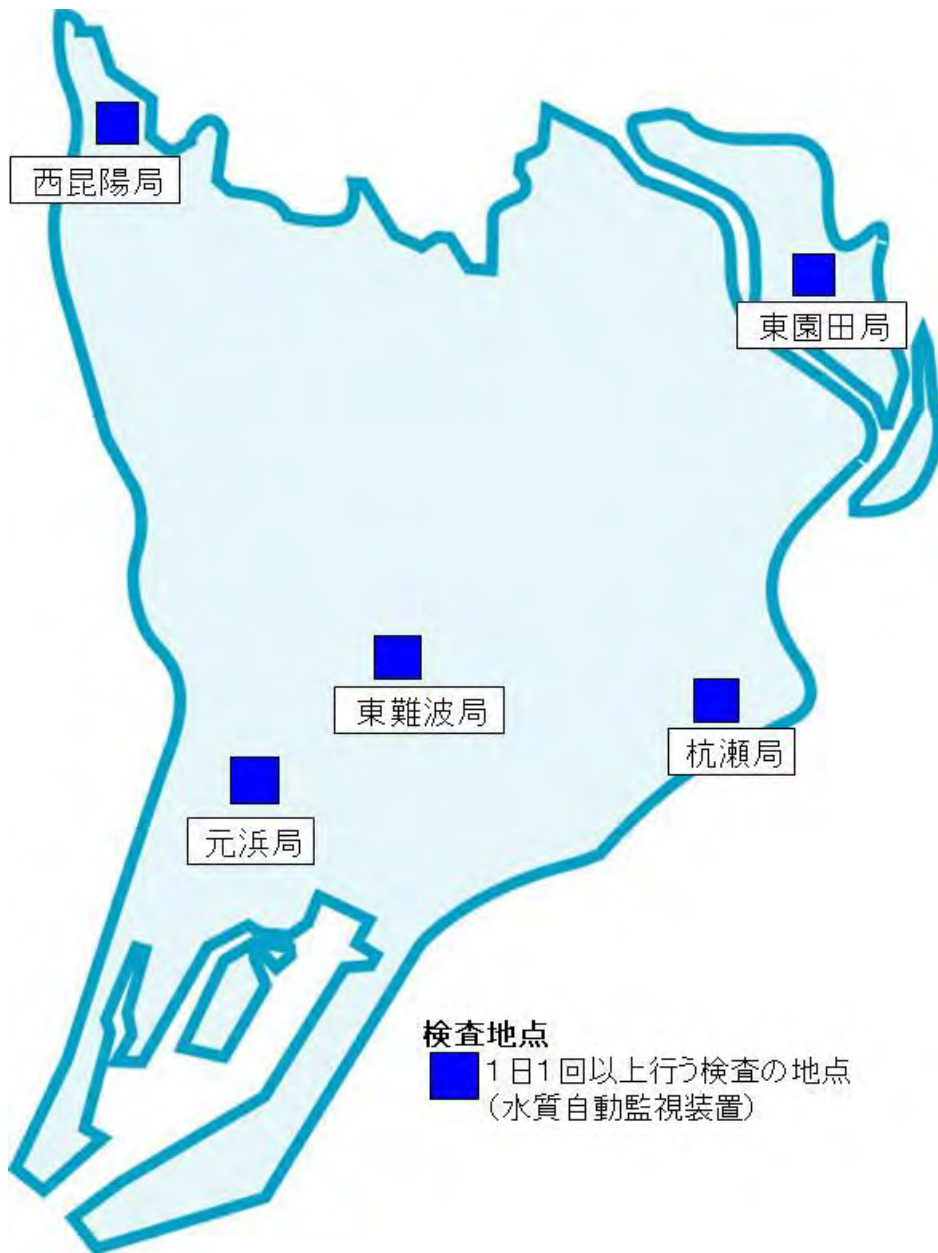 西昆陽局
東園田局
東難波局
杭瀬局
元浜局
検査地点
1日1回以上行う検査の地点
(水質自動監視装置)